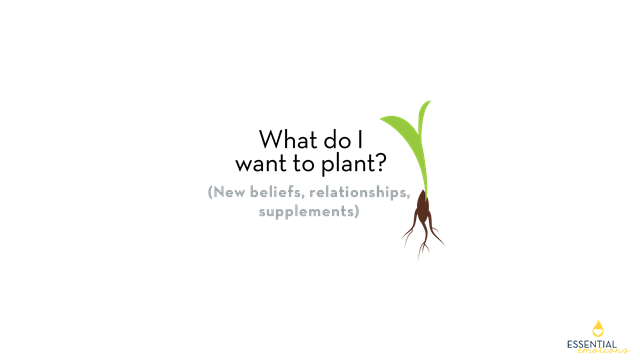 What do I
want to plant?
(New beliefs, relationships,
supplements)
ESSENTIAL
emotions